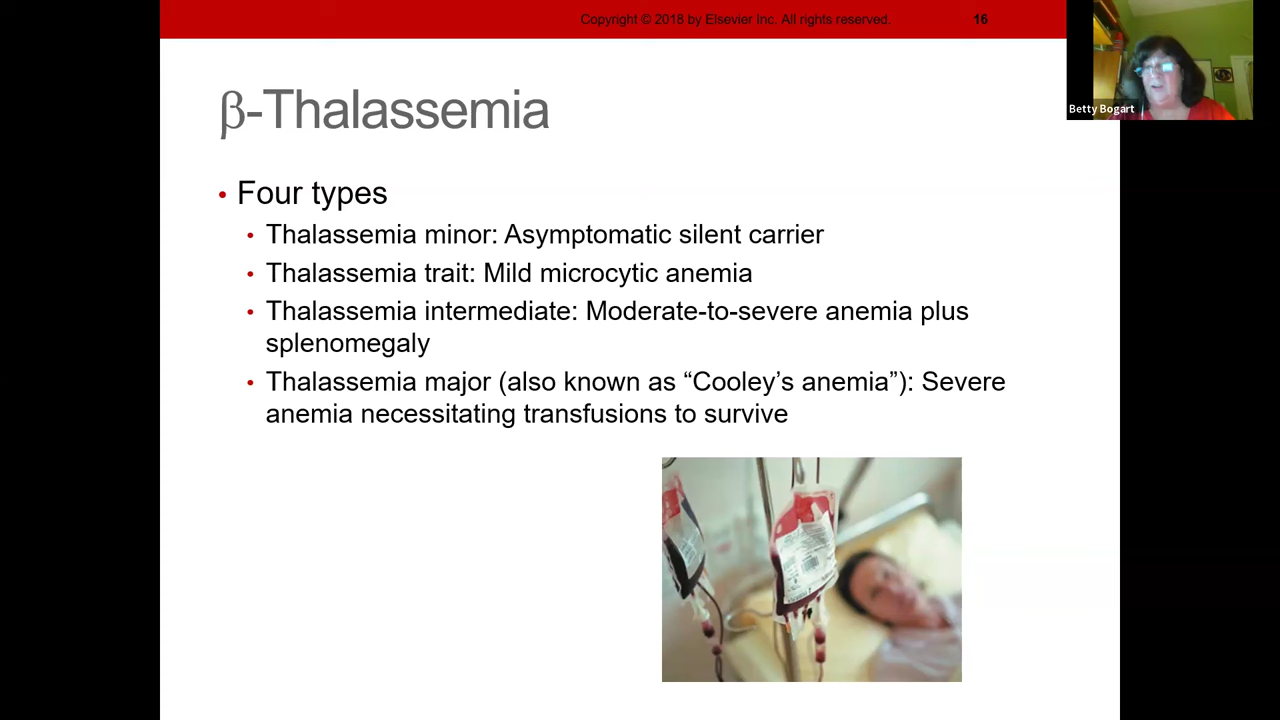 Copyright © 2018 by Elsevier Inc. All rights reserved. 16
Betty Bogart
β-Thalassemia
• Four types
• Thalassemia minor: Asymptomatic silent carrier
• Thalassemia trait: Mild microcytic anemia
• Thalassemia intermediate: Moderate-to-severe anemia plus
splenomegaly
• Thalassemia major (also known as “Cooley’s anemia”): Severe
anemia necessitating transfusions to survive